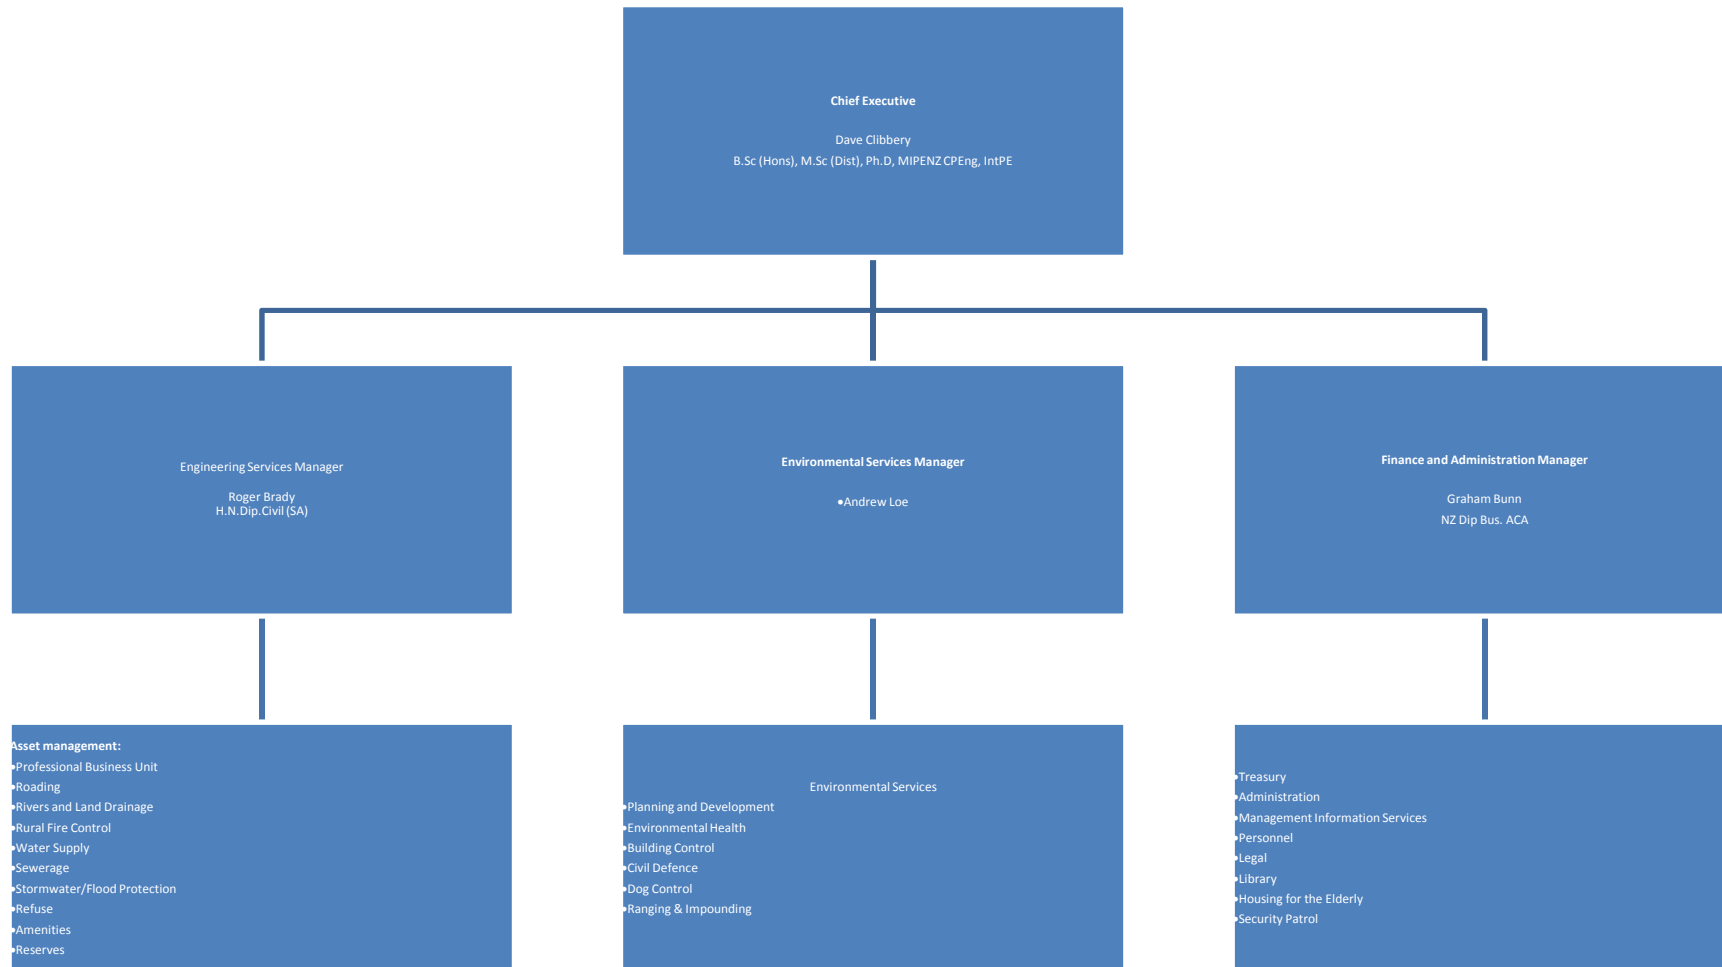 Chief Executive
Dave Clibbery
B.Sc (Hons), M.Sc (Dist), Ph.D, MIPENZ CPEng, IntPE
Engineering Services Manager
Roger Brady
H.N.Dip.Civil (SA)
Environmental Services Manager
•Andrew Loe
Finance and Administration Manager
Graham Bunn
NZ Dip Bus. ACA
Asset management:
•Professional Business Unit
•Roading
•Rivers and Land Drainage
•Rural Fire Control
•Water Supply
•Sewerage
•Stormwater/Flood Protection
•Refuse
•Amenities
•Reserves
Environmental Services
•Planning and Development
•Environmental Health
•Building Control
•Civil Defence
•Dog Control
•Ranging & Impounding
•Treasury
•Administration
•Management Information Services
•Personnel
•Legal
•Library
•Housing for the Elderly
•Security Patrol